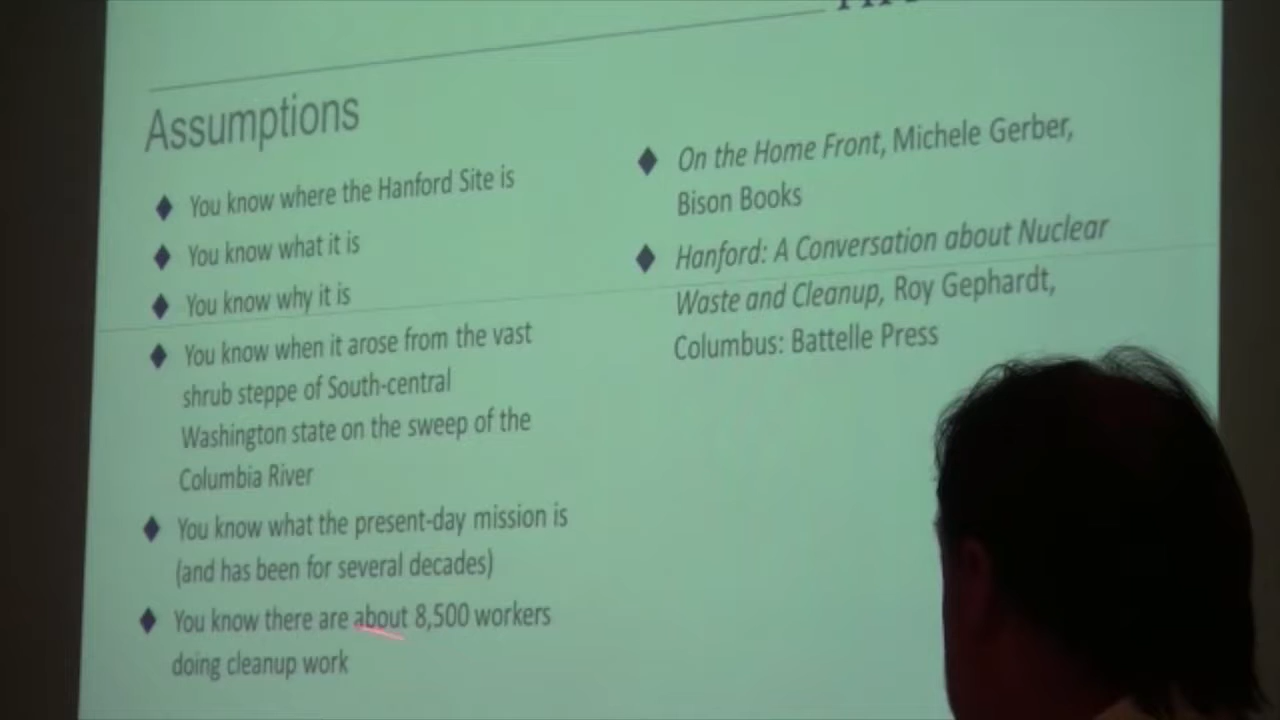 Assumptions
◆ You know where the Hanford Site is
◆ You know what it is
◆ You know why it is
◆ You know when it arose from the vast
shrub steppe of South-central
Washington state on the sweep of the
Columbia River
◆ You know what the present-day mission is
(and has been for several decades)
◆ You know there are about 8,500 workers
doing cleanup work
◆ On the Home Front, Michele Gerber,
Bison Books
◆ Hanford: A Conversation about Nuclear
Waste and Cleanup, Roy Gephardt,
Columbus: Battelle Press